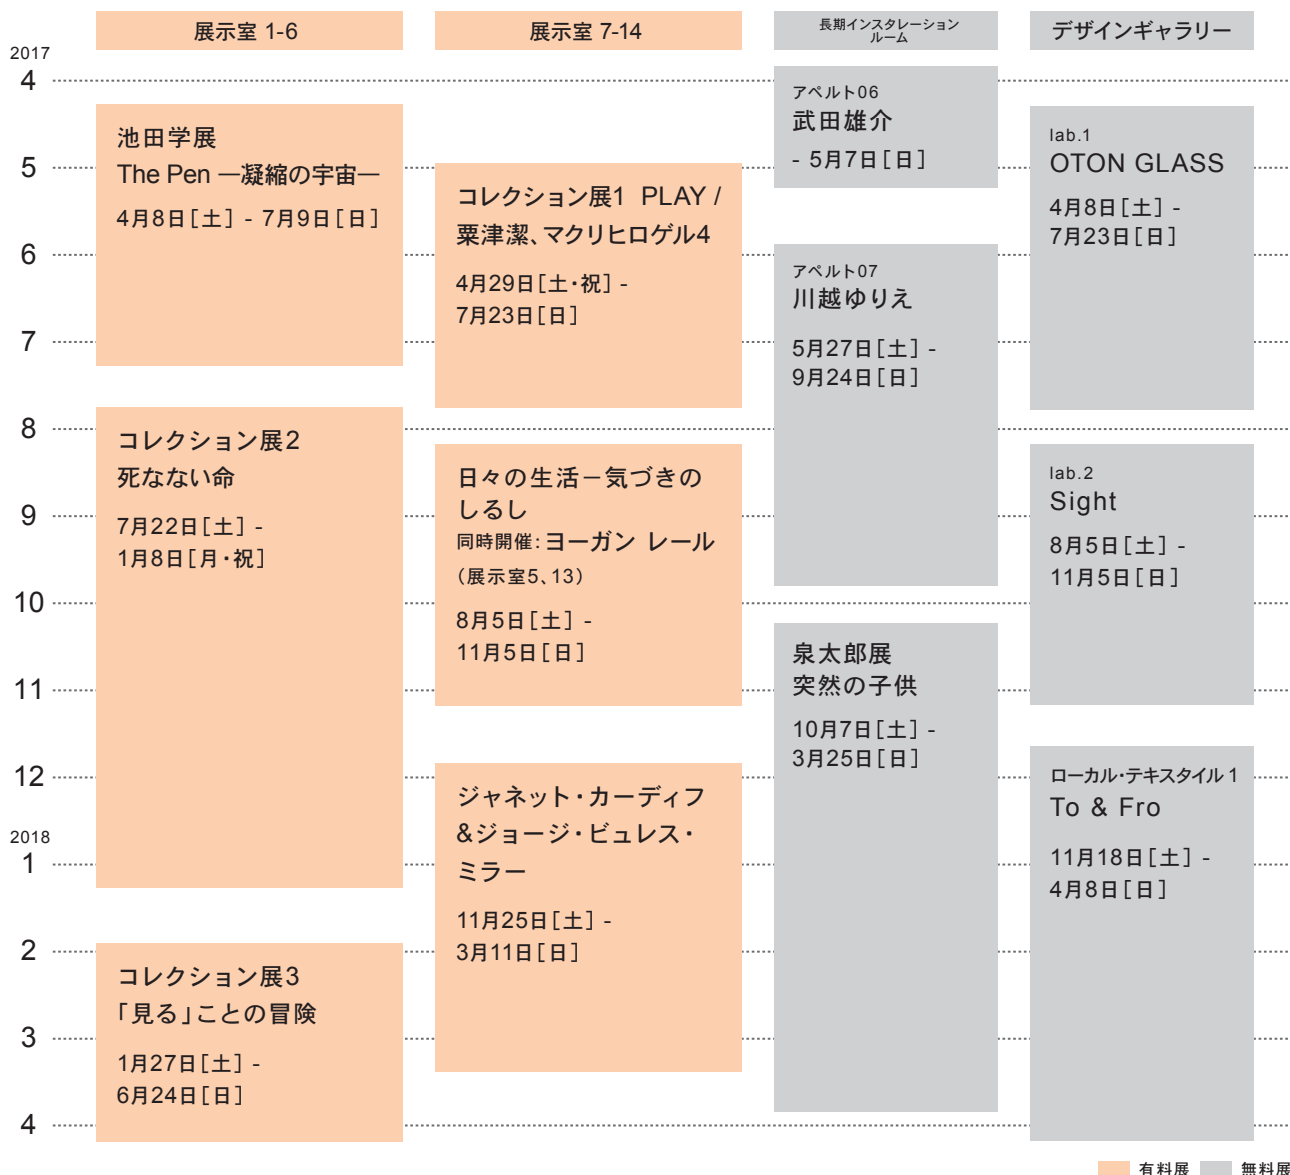 展示室 1-6
展示室 7-14
長期インスタレーション
ルーム
デザインギャラリー
2017
4
5
6
7
8
9
10
11
12
2018
1
2
3
4
池田学展
The Pen ―凝縮の宇宙―
4月8日［土］ - 7月9日［日］
コレクション展2
死なない命
7月22日［土］ -
1月8日［月・祝］
コレクション展3
「見る」ことの冒険
1月27日［土］ -
6月24日［日］
コレクション展1 PLAY /
粟津潔、マクリヒロゲル4
4月29日［土・祝］ -
7月23日［日］
日々の生活－気づきの
しるし
同時開催：ヨーガン レール
（展示室5、13）
8月5日［土］ -
11月5日［日］
ジャネット・カーディフ
&ジョージ・ビュレス・
ミラー
11月25日［土］ -
3月11日［日］
アペルト06
武田雄介
- 5月7日［日］
アペルト07
川越ゆりえ
5月27日［土］ -
9月24日［日］
泉太郎展
突然の子供
10月7日［土］ -
3月25日［日］
lab.1
OTON GLASS
4月8日［土］ -
7月23日［日］
lab.2
Sight
8月5日［土］ -
11月5日［日］
ローカル・テキスタイル 1
To & Fro
11月18日［土］ -
4月8日［日］
有料展
無料展